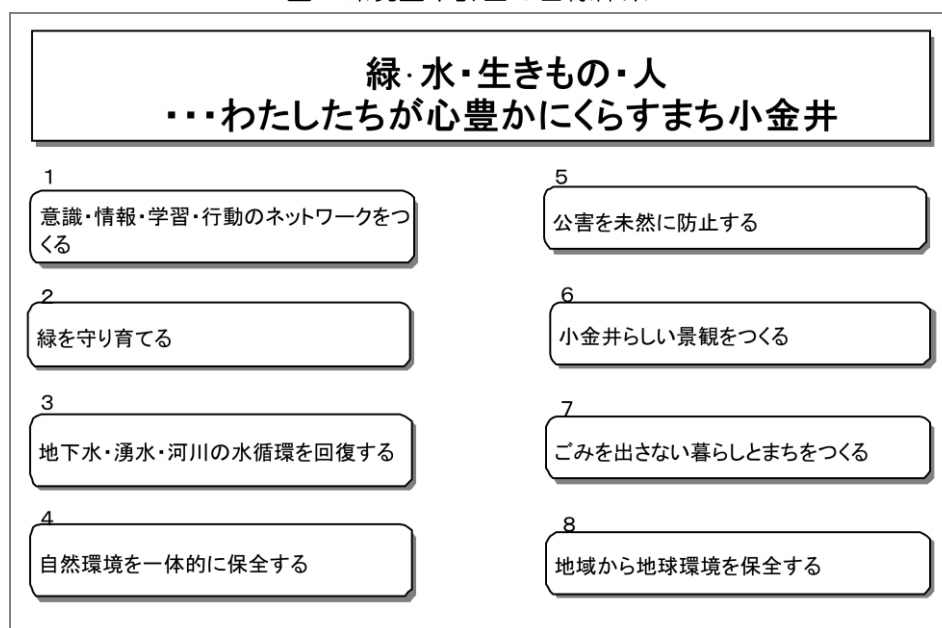 緑・水・生きもの・人
・・・わたしたちが心豊かにくらすまち小金井
1
意識・情報・学習・行動のネットワークをつ
くる
2
緑を守り育てる
3
地下水・湧水・河川の水循環を回復する
4
自然環境を一体的に保全する
5
公害を未然に防止する
6
小金井らしい景観をつくる
7
ごみを出さない暮らしとまちをつくる
8
地域から地球環境を保全する